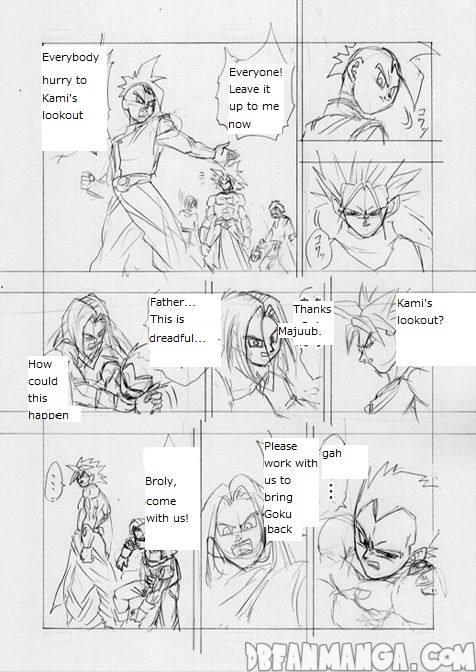 Everybody
hurry to
Kami's
lookout
Everyone!
Leave it
up to me
now
How
could
this
happen
Father...
This is
dreadful...
Thanks
Majuub.
Kami's
lookout?
Broly,
come
with us!
Please
work with
us to
bring
Goku
back
gah
DBFANMANGA.COM